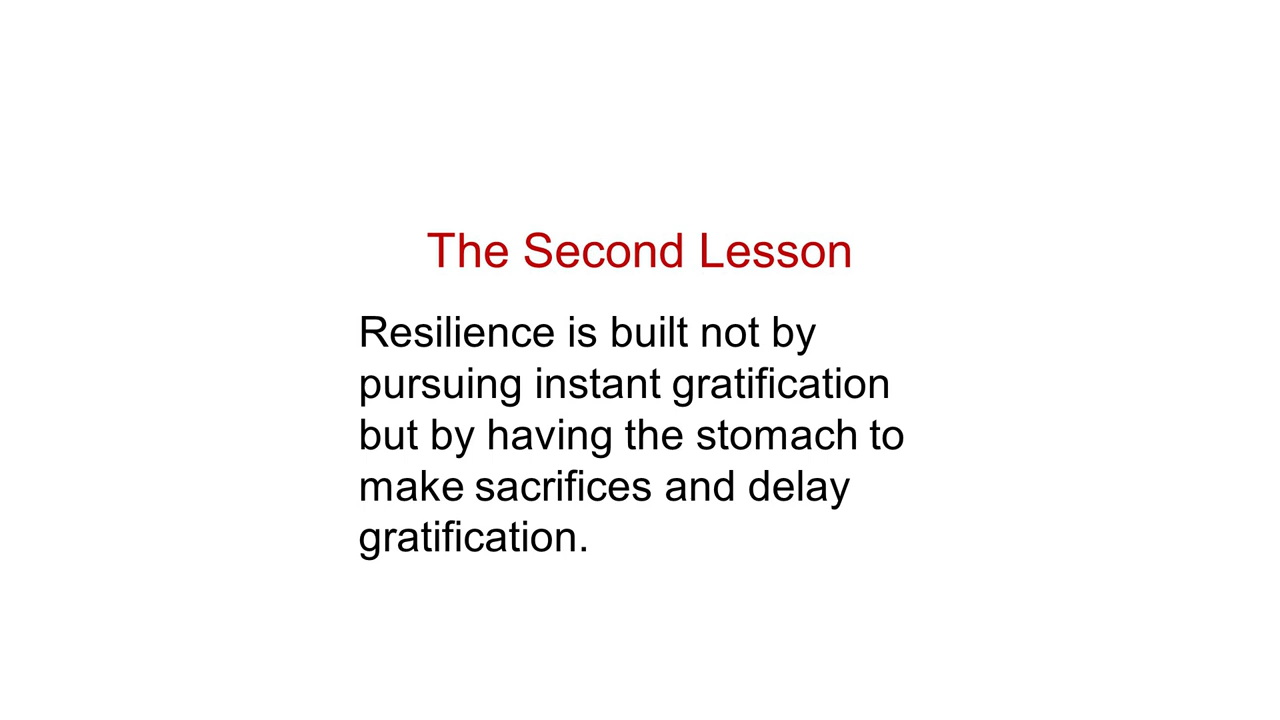 The Second Lesson
Resilience is built not by
pursuing instant gratification
but by having the stomach to
make sacrifices and delay
gratification.